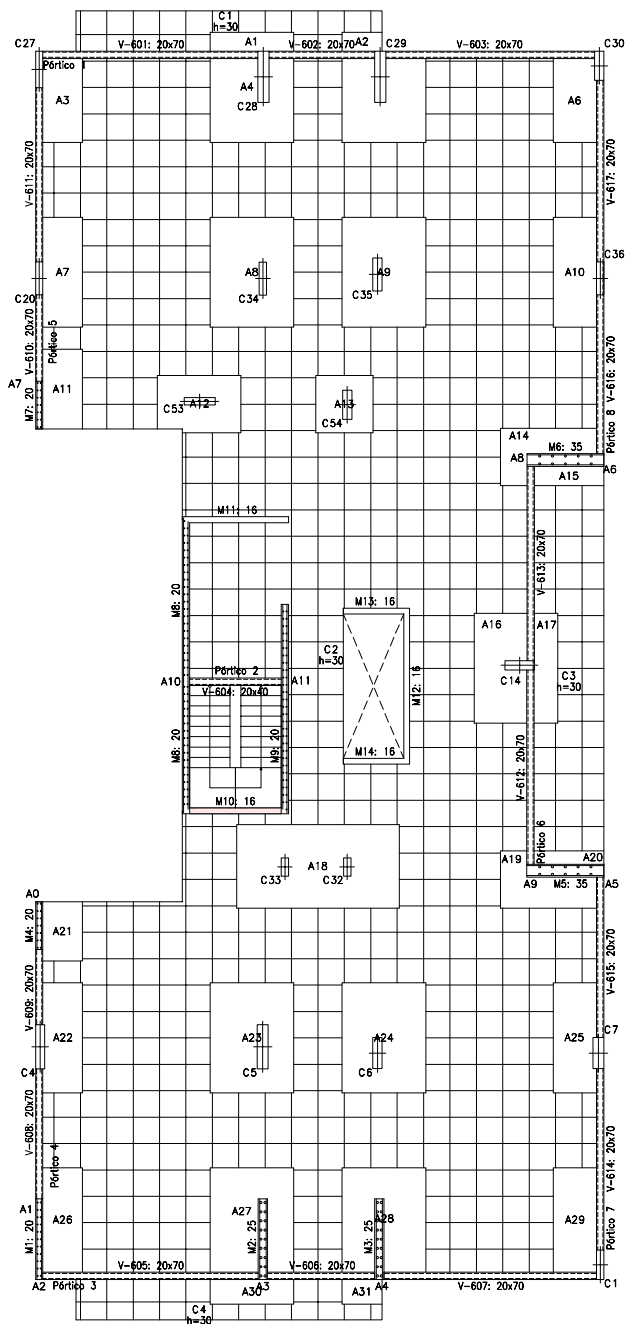 C1
h=30
C27
V-601: 20x70
A1
V-602: 20x70
A2
C29
V-603: 20x70
C30
Pórtico 1
A3
A4
C28
A6
V-611: 20x70
V-617: 20x70
A7
A8
C34
A9
C35
A10
C36
C20
V-610: 20x70
Pórtico 5
V-616: 20x70
A7
M7: 20
A11
C53
A12
A13
C54
Pórtico 8
A14
A8
M6: 35
A6
A15
M11: 16
V-613: 20x70
M8: 20
M13: 16
A16
A17
C2
h=30
C14
C3
h=30
M12: 16
Pórtico 2
A10
A11
V-604: 20x40
M8: 20
M9: 20
M14: 16
V-612: 20x70
M10: 16
Pórtico 6
A19
A20
A18
C33
C32
A9
M5: 35
A5
A0
M4: 20
A21
V-615: 20x70
V-609: 20x70
A22
A23
A24
A25
C7
C4
C5
C6
V-608: 20x70
Pórtico 4
V-614: 20x70
A1
M1: 20
A26
A27
M2: 25
M3: 25
A28
A29
Pórtico 7
V-605: 20x70
V-606: 20x70
V-607: 20x70
A2
Pórtico 3
A3
A4
C1
A30
A31
C4
h=30